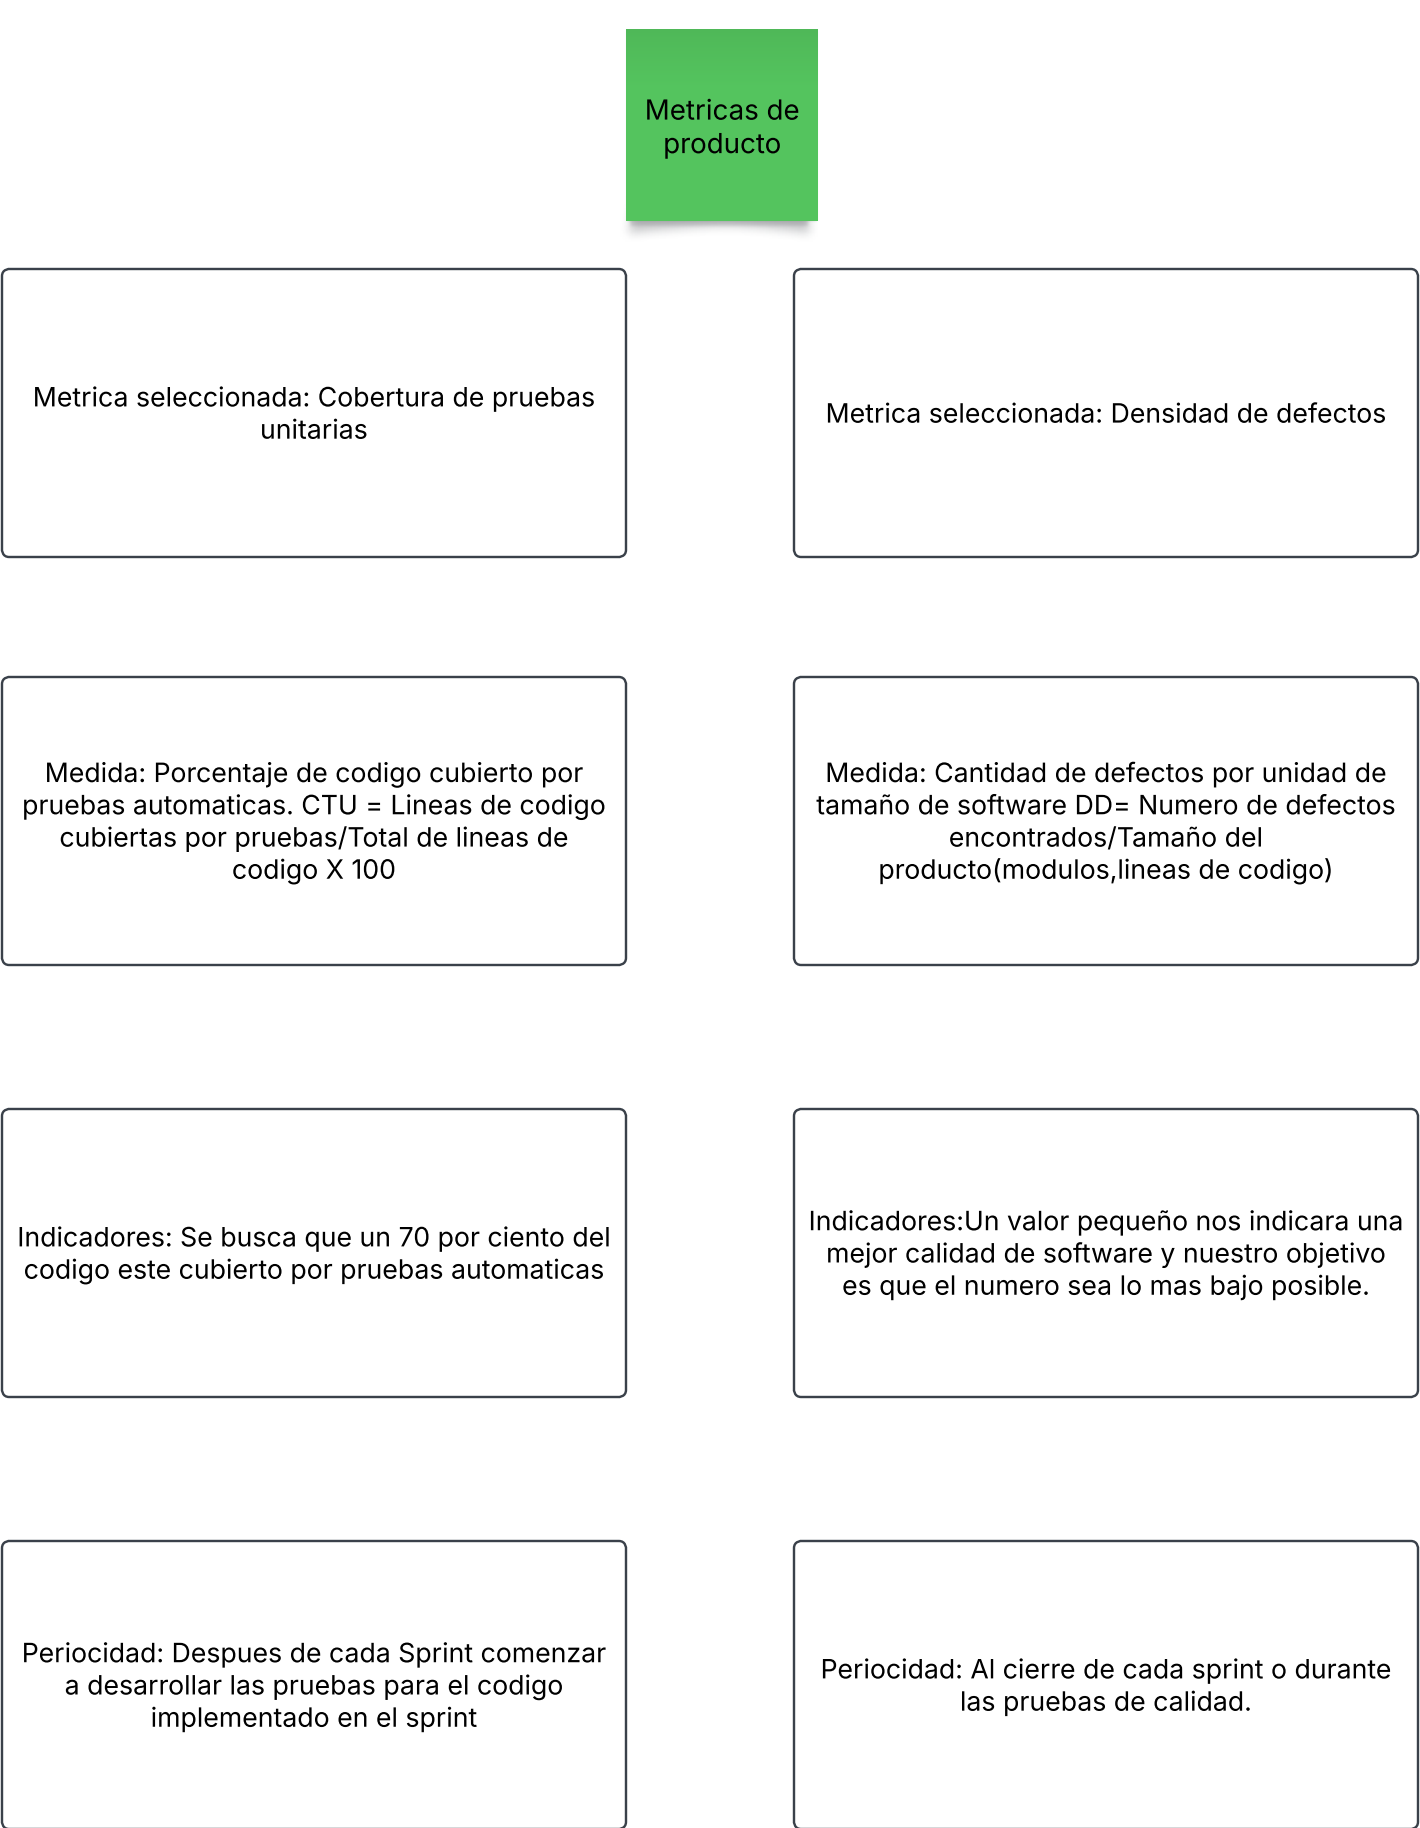 Metricas de
producto
Metrica seleccionada: Cobertura de pruebas
unitarias
Metrica seleccionada: Densidad de defectos
Medida: Porcentaje de codigo cubierto por
pruebas automaticas. CTU = Lineas de codigo
cubiertas por pruebas/Total de lineas de
codigo X 100
Medida: Cantidad de defectos por unidad de
tamaño de software DD= Numero de defectos
encontrados/Tamaño del
producto(modulos,lineas de codigo)
Indicadores: Se busca que un 70 por ciento del
codigo este cubierto por pruebas automaticas
Indicadores:Un valor pequeño nos indicara una
mejor calidad de software y nuestro objetivo
es que el numero sea lo mas bajo posible.
Periocidad: Despues de cada Sprint comenzar
a desarrollar las pruebas para el codigo
implementado en el sprint
Periocidad: Al cierre de cada sprint o durante
las pruebas de calidad.